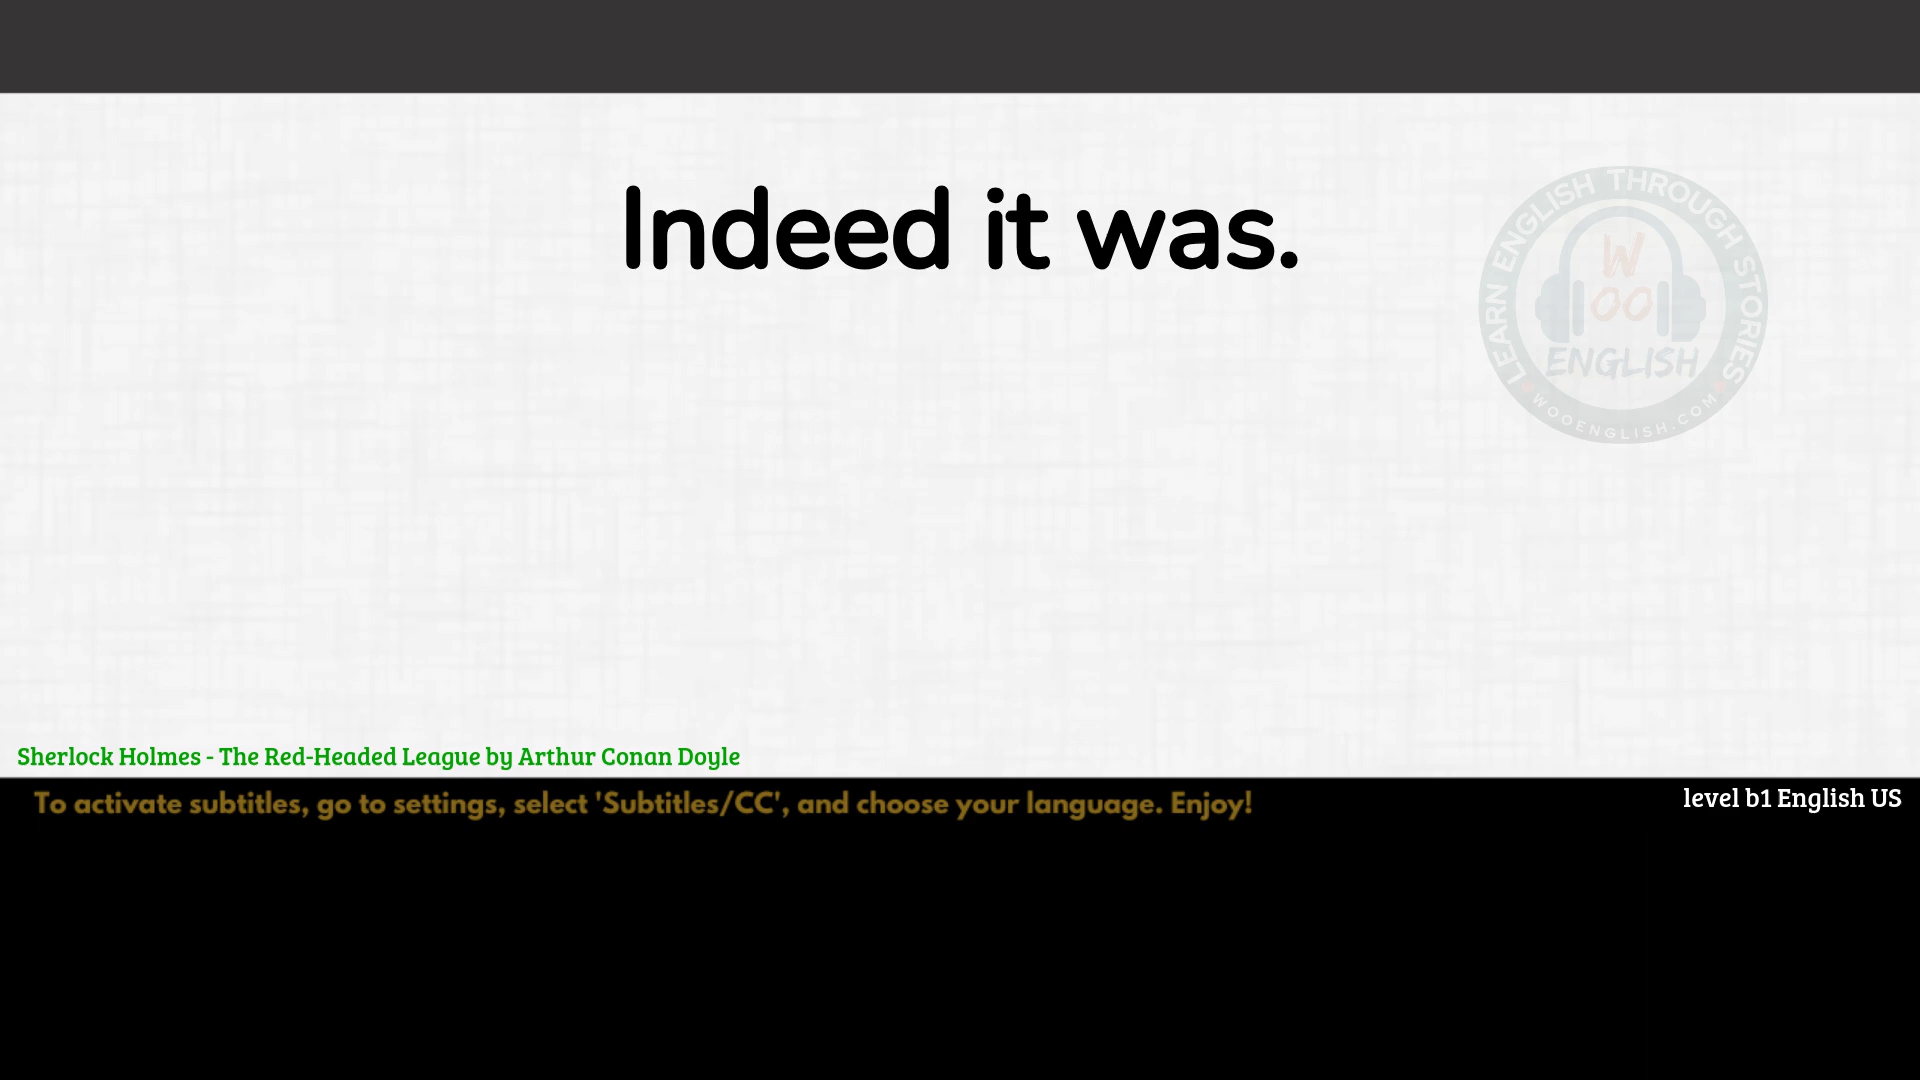 Indeed it was.
LEARN ENGLISH THROUGH STORIES
W
OO
ENGLISH
WOOENGLISH.COM
Sherlock Holmes - The Red-Headed League by Arthur Conan Doyle
To activate subtitles, go to settings, select 'Subtitles/CC', and choose your language. Enjoy!
level b1 English US